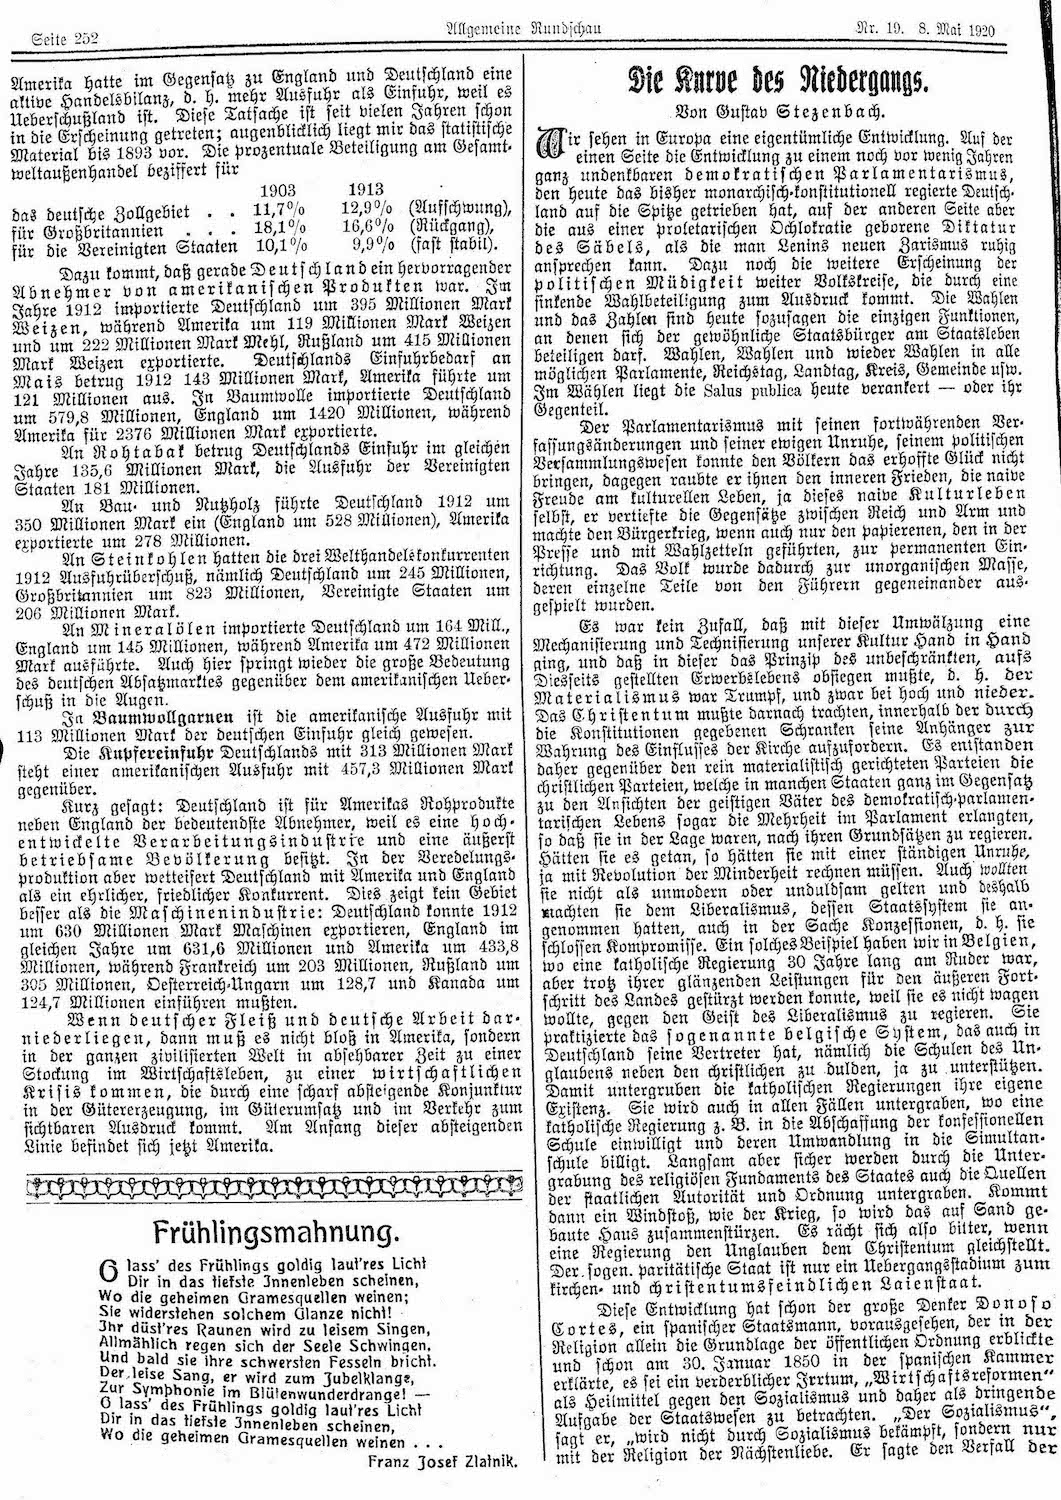 Seite 252
Allgemeine Rundschau
Nr. 19. 8. Mai 1920
Amerika hatte im Gegensatz zu England und Deutschland eine
aktive Handelsbilanz, d. h. mehr Ausfuhr als Einfuhr, weil es
Ueberschußland ist. Diese Tatsache ist seit vielen Jahren schon
in die Erscheinung getreten; augenblicklich liegt mir das statistische
Material bis 1893 vor. Die prozentuale Beteiligung am Gesamt-
weltaußenhandel beziffert für
1903 1913
das deutsche Zollgebiet . . 11,7% 12,9% (Aufschwung),
für Großbritannien . . . 18,1% 16,6% (Rückgang),
für die Vereinigten Staaten 10,1% 9,9% (fast stabil).
Dazu kommt, daß gerade Deutschland ein hervorragender
Abnehmer von amerikanischen Produkten war. Im
Jahre 1912 importierte Deutschland um 395 Millionen Mark
Weizen, während Amerika um 119 Millionen Mark Weizen
und um 222 Millionen Mark Mehl, Rußland um 415 Millionen
Mark Weizen exportierte. Deutschlands Einfuhrbedarf an
Mais betrug 1912 143 Millionen Mark, Amerika führte um
121 Millionen aus. In Baumwolle importierte Deutschland
um 579,8 Millionen, England um 1420 Millionen, während
Amerika für 2376 Millionen Mark exportierte.
An Rohtabak betrug Deutschlands Einfuhr im gleichen
Jahre 135,6 Millionen Mark, die Ausfuhr der Vereinigten
Staaten 181 Millionen.
An Bau- und Nutzholz führte Deutschland 1912 um
350 Millionen Mark ein (England um 528 Millionen), Amerika
exportierte um 278 Millionen.
An Steinkohlen hatten die drei Welthandelskonkurrenten
1912 Ausfuhrüberschuß, nämlich Deutschland um 245 Millionen,
Großbritannien um 823 Millionen, Vereinigte Staaten um
206 Millionen Mark.
An Mineralölen importierte Deutschland um 164 Mill.,
England um 145 Millionen, während Amerika um 472 Millionen
Mark ausführte. Auch hier springt wieder die große Bedeutung
des deutschen Absatzmarktes gegenüber dem amerikanischen Ueber-
schuß in die Augen.
In Baumwollgarnen ist die amerikanische Ausfuhr mit
113 Millionen Mark der deutschen Einfuhr gleich gewesen.
Die Kupfereinfuhr Deutschlands mit 313 Millionen Mark
steht einer amerikanischen Ausfuhr mit 457,3 Millionen Mark
gegenüber.
Kurz gesagt: Deutschland ist für Amerikas Rohprodukte
neben England der bedeutendste Abnehmer, weil es eine hoch-
entwickelte Verarbeitungsindustrie und eine äußerst
betriebsame Bevölkerung besitzt. In der Veredelungs-
produktion aber wetteifert Deutschland mit Amerika und England
als ein ehrlicher, friedlicher Konkurrent. Dies zeigt kein Gebiet
besser als die Maschinenindustrie: Deutschland konnte 1912
um 630 Millionen Mark Maschinen exportieren, England im
gleichen Jahre um 631,6 Millionen und Amerika um 433,8
Millionen, während Frankreich um 203 Millionen, Rußland um
305 Millionen, Oesterreich-Ungarn um 128,7 und Kanada um
124,7 Millionen einführen mußten.
Wenn deutscher Fleiß und deutsche Arbeit dar-
niederliegen, dann muß es nicht bloß in Amerika, sondern
in der ganzen zivilisierten Welt in absehbarer Zeit zu einer
Stockung im Wirtschaftsleben, zu einer wirtschaftlichen
Krisis kommen, die durch eine scharf absteigende Konjunktur
in der Gütererzeugung, im Güterumsatz und im Verkehr zum
sichtbaren Ausdruck kommt. Am Anfang dieser absteigenden
Linie befindet sich jetzt Amerika.
Frühlingsmahnung.
O lass' des Frühlings goldig laut'res Licht
Dir in das tiefste Innenleben scheinen,
Wo die geheimen Gramesquellen weinen;
Sie widerstehen solchem Glanze nicht!
Ihr düst'res Raunen wird zu leisem Singen,
Allmählich regen sich der Seele Schwingen,
Und bald sie ihre schwersten Fesseln bricht.
Der leise Sang, er wird zum Jubelklange,
Zur Symphonie im Blütenwunderdrange! —
O lass' des Frühlings goldig laut'res Licht
Dir in das tiefste Innenleben scheinen,
Wo die geheimen Gramesquellen weinen . . .
Franz Josef Zlatnik.
Die Kurve des Niedergangs.
Von Gustav Stezenbach.
Wir sehen in Europa eine eigentümliche Entwicklung. Auf der
einen Seite die Entwicklung zu einem noch vor wenig Jahren
ganz undenkbaren demokratischen Parlamentarismus,
den heute das bisher monarchisch-konstitutionell regierte Deutsch-
land auf die Spitze getrieben hat, auf der anderen Seite aber
die aus einer proletarischen Ochlokratie geborene Diktatur
des Säbels, als die man Lenins neuen Zarismus ruhig
ansprechen kann. Dazu noch die weitere Erscheinung der
politischen Müdigkeit weiter Volkskreise, die durch eine
sinkende Wahlbeteiligung zum Ausdruck kommt. Die Wahlen
und das Zahlen sind heute sozusagen die einzigen Funktionen,
an denen sich der gewöhnliche Staatsbürger am Staatsleben
beteiligen darf. Wahlen, Wahlen und wieder Wahlen in alle
möglichen Parlamente, Reichstag, Landtag, Kreis, Gemeinde usw.
Im Wählen liegt die Salus publica heute verankert — oder ihr
Gegenteil.
Der Parlamentarismus mit seinen fortwährenden Ver-
fassungsänderungen und seiner ewigen Unruhe, seinem politischen
Versammlungswesen konnte den Völkern das erhoffte Glück nicht
bringen, dagegen raubte er ihnen den inneren Frieden, die naive
Freude am kulturellen Leben, ja dieses naive Kulturleben
selbst, er vertiefte die Gegensätze zwischen Reich und Arm und
machte den Bürgerkrieg, wenn auch nur den papierenen, den in der
Presse und mit Wahlzetteln geführten, zur permanenten Ein-
richtung. Das Volk wurde dadurch zur unorganischen Masse,
deren einzelne Teile von den Führern gegeneinander aus-
gespielt wurden.
Es war kein Zufall, daß mit dieser Umwälzung eine
Mechanisierung und Technisierung unserer Kultur Hand in Hand
ging, und daß in dieser das Prinzip des unbeschränkten, aufs
Diesseits gestellten Erwerbslebens obsiegen mußte, d. h. der
Materialismus war Trumpf, und zwar bei hoch und nieder.
Das Christentum mußte darnach trachten, innerhalb der durch
die Konstitutionen gegebenen Schranken seine Anhänger zur
Wahrung des Einflusses der Kirche aufzufordern. Es entstanden
daher gegenüber den rein materialistisch gerichteten Parteien die
christlichen Parteien, welche in manchen Staaten ganz im Gegensatz
zu den Ansichten der geistigen Väter des demokratisch-parlamen-
tarischen Lebens sogar die Mehrheit im Parlament erlangten,
so daß sie in der Lage waren, nach ihren Grundsätzen zu regieren.
Hätten sie es getan, so hätten sie mit einer ständigen Unruhe,
ja mit Revolution der Minderheit rechnen müssen. Auch wollten
sie nicht als unmodern oder unduldsam gelten und deshalb
machten sie dem Liberalismus, dessen Staatssystem sie an-
genommen hatten, auch in der Sache Konzessionen, d. h. sie
schlossen Kompromisse. Ein solches Beispiel haben wir in Belgien,
wo eine katholische Regierung 30 Jahre lang am Ruder war,
aber trotz ihrer glänzenden Leistungen für den äußeren Fort-
schritt des Landes gestürzt werden konnte, weil sie es nicht wagen
wollte, gegen den Geist des Liberalismus zu regieren. Sie
praktizierte das sogenannte belgische System, das auch in
Deutschland seine Vertreter hat, nämlich die Schulen des Un-
glaubens neben den christlichen zu dulden, ja zu unterstützen.
Damit untergruben die katholischen Regierungen ihre eigene
Existenz. Sie wird auch in allen Fällen untergraben, wo eine
katholische Regierung z. B. in die Abschaffung der konfessionellen
Schule einwilligt und deren Umwandlung in die Simultan-
schule billigt. Langsam aber sicher werden durch die Unter-
grabung des religiösen Fundaments des Staates auch die Quellen
der staatlichen Autorität und Ordnung untergraben. Kommt
dann ein Windstoß, wie der Krieg, so wird das auf Sand ge-
baute Haus zusammenstürzen. Es rächt sich also bitter, wenn
eine Regierung den Unglauben dem Christentum gleichstellt.
Der sogen. paritätische Staat ist nur ein Uebergangsstadium zum
kirchen- und christentumsfeindlichen Laienstaat.
Diese Entwicklung hat schon der große Denker Donoso
Cortes, ein spanischer Staatsmann, vorausgesehen, der in der
Religion allein die Grundlage der öffentlichen Ordnung erblickte
und schon am 30. Januar 1850 in der spanischen Kammer
erklärte, es sei ein verderblicher Irrtum, „Wirtschaftsreformen"
als Heilmittel gegen den Sozialismus und daher als dringende
Aufgabe der Staatswesen zu betrachten. „Der Sozialismus",
sagt er, „wird nicht durch Sozialismus bekämpft, sondern nur
mit der Religion der Nächstenliebe. Er sagte den Verfall der